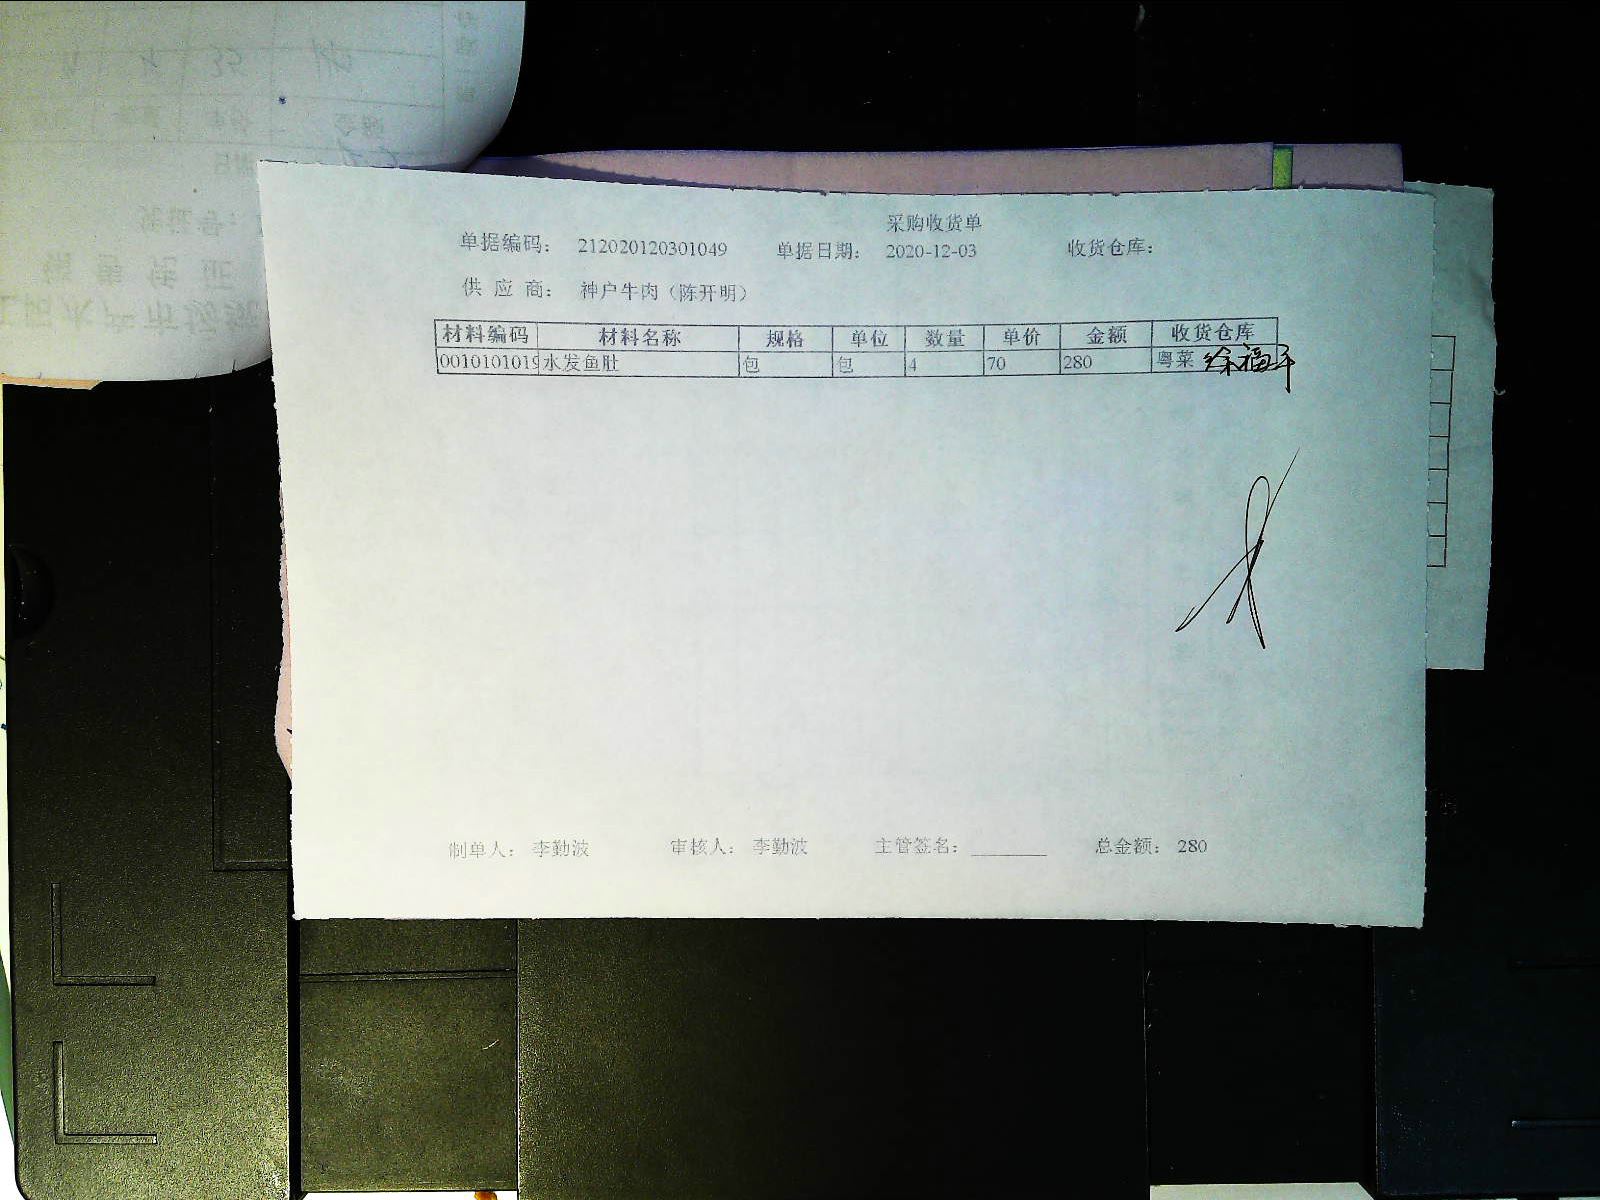 采购收货单
单据编码： 212020120301049 单据日期： 2020-12-03 收货仓库：
供 应 商： 神户牛肉（陈开明）
材料编码 材料名称 规格 单位 数量 单价 金额 收货仓库
0010101019 水发鱼肚 包 包 4 70 280 粤菜 徐福平
制单人： 李勤波 审核人： 李勤波 主管签名： ________ 总金额： 280